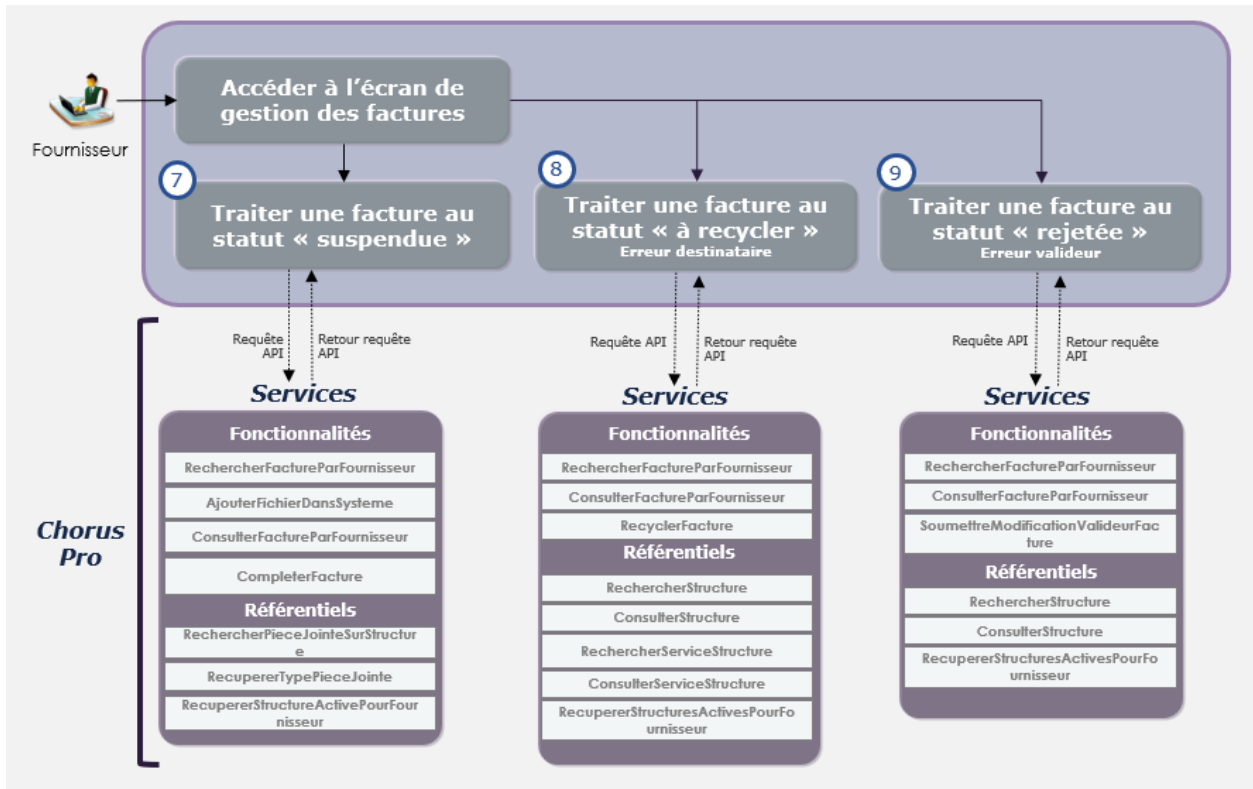 Accéder à l'écran de
gestion des factures
Fournisseur
7
Traiter une facture au
statut « suspendue »
8
Traiter une facture au
statut « à recycler »
Erreur destinataire
9
Traiter une facture au
statut « rejetée »
Erreur valideur
Requête
API
Retour requête
API
Requête API
Retour requête
API
Requête API
Retour requête
API
Chorus
Pro
Services
Fonctionnalités
RechercherFactureParFournisseur
AjouterFichierDansSysteme
ConsulterFactureParFournisseur
CompleterFacture
Référentiels
RechercherPieceJointeSurStructur
e
RecupererTypePieceJointe
RecupererStructureActivePourFour
nisseur
Services
Fonctionnalités
RechercherFactureParFournisseur
ConsulterFactureParFournisseur
RecyclerFacture
Référentiels
RechercherStructure
ConsulterStructure
RechercherServiceStructure
ConsulterServiceStructure
RecupererStructuresActivesPourFo
urnisseur
Services
Fonctionnalités
RechercherFactureParFournisseur
ConsulterFactureParFournisseur
SoumettreModificationValideurFac
ture
Référentiels
RechercherStructure
ConsulterStructure
RecupererStructuresActivesPourFo
urnisseur